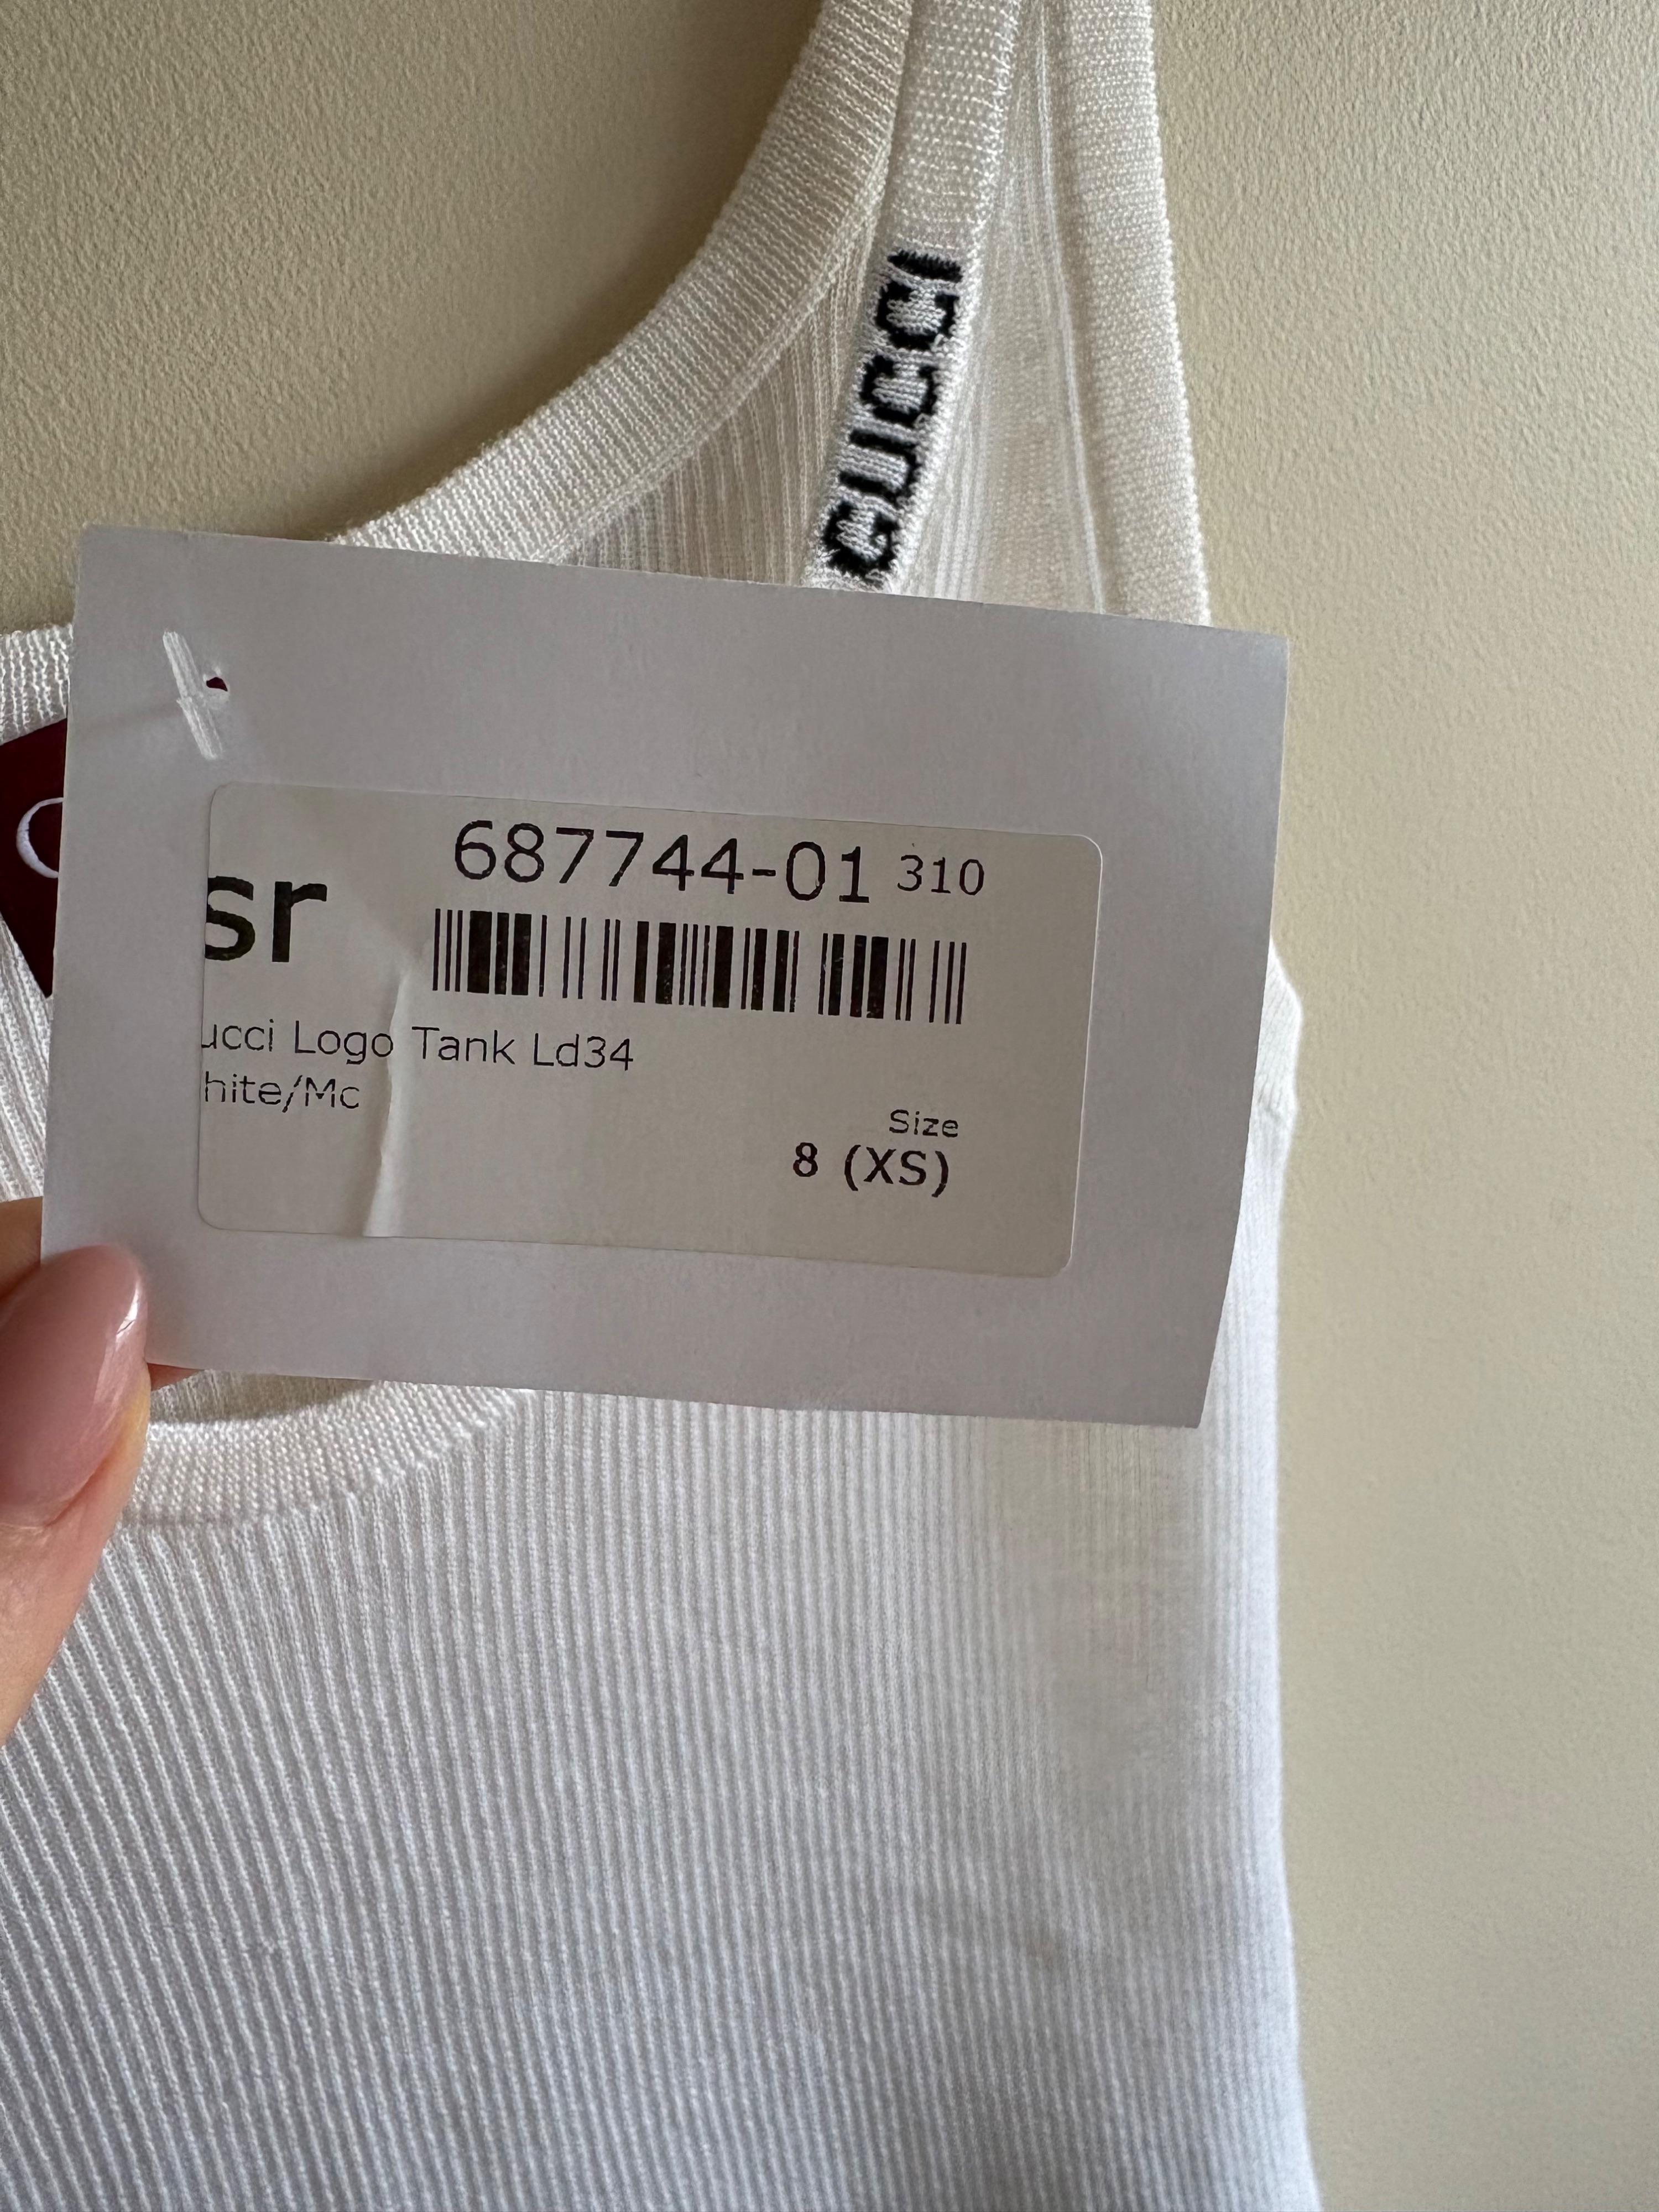 GUCCI
687744-01 310
sr
ucci Logo Tank Ld34
hite/Mc
Size
8 (XS)